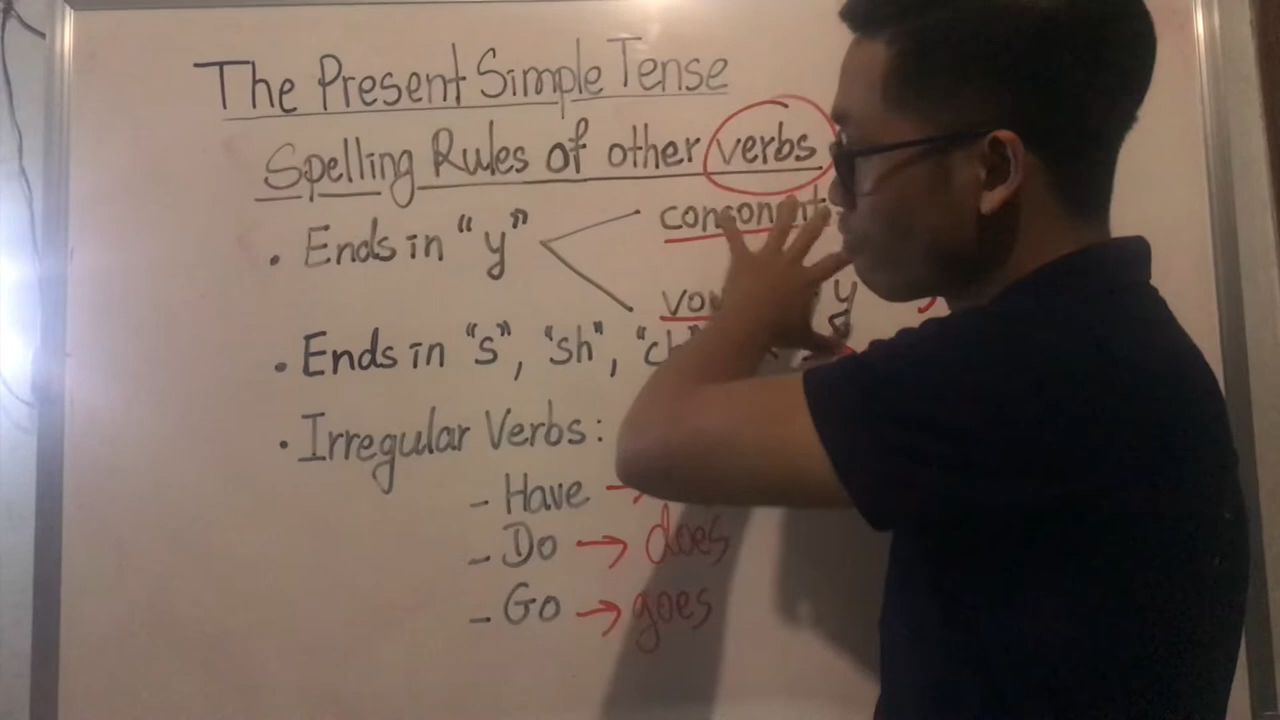 The Present Simple Tense
Spelling Rules of other verbs
. Ends in "y"
y
. Ends in "s", "sh",
. Irregular Verbs:
- Have →
- Do → does
- Go → goes